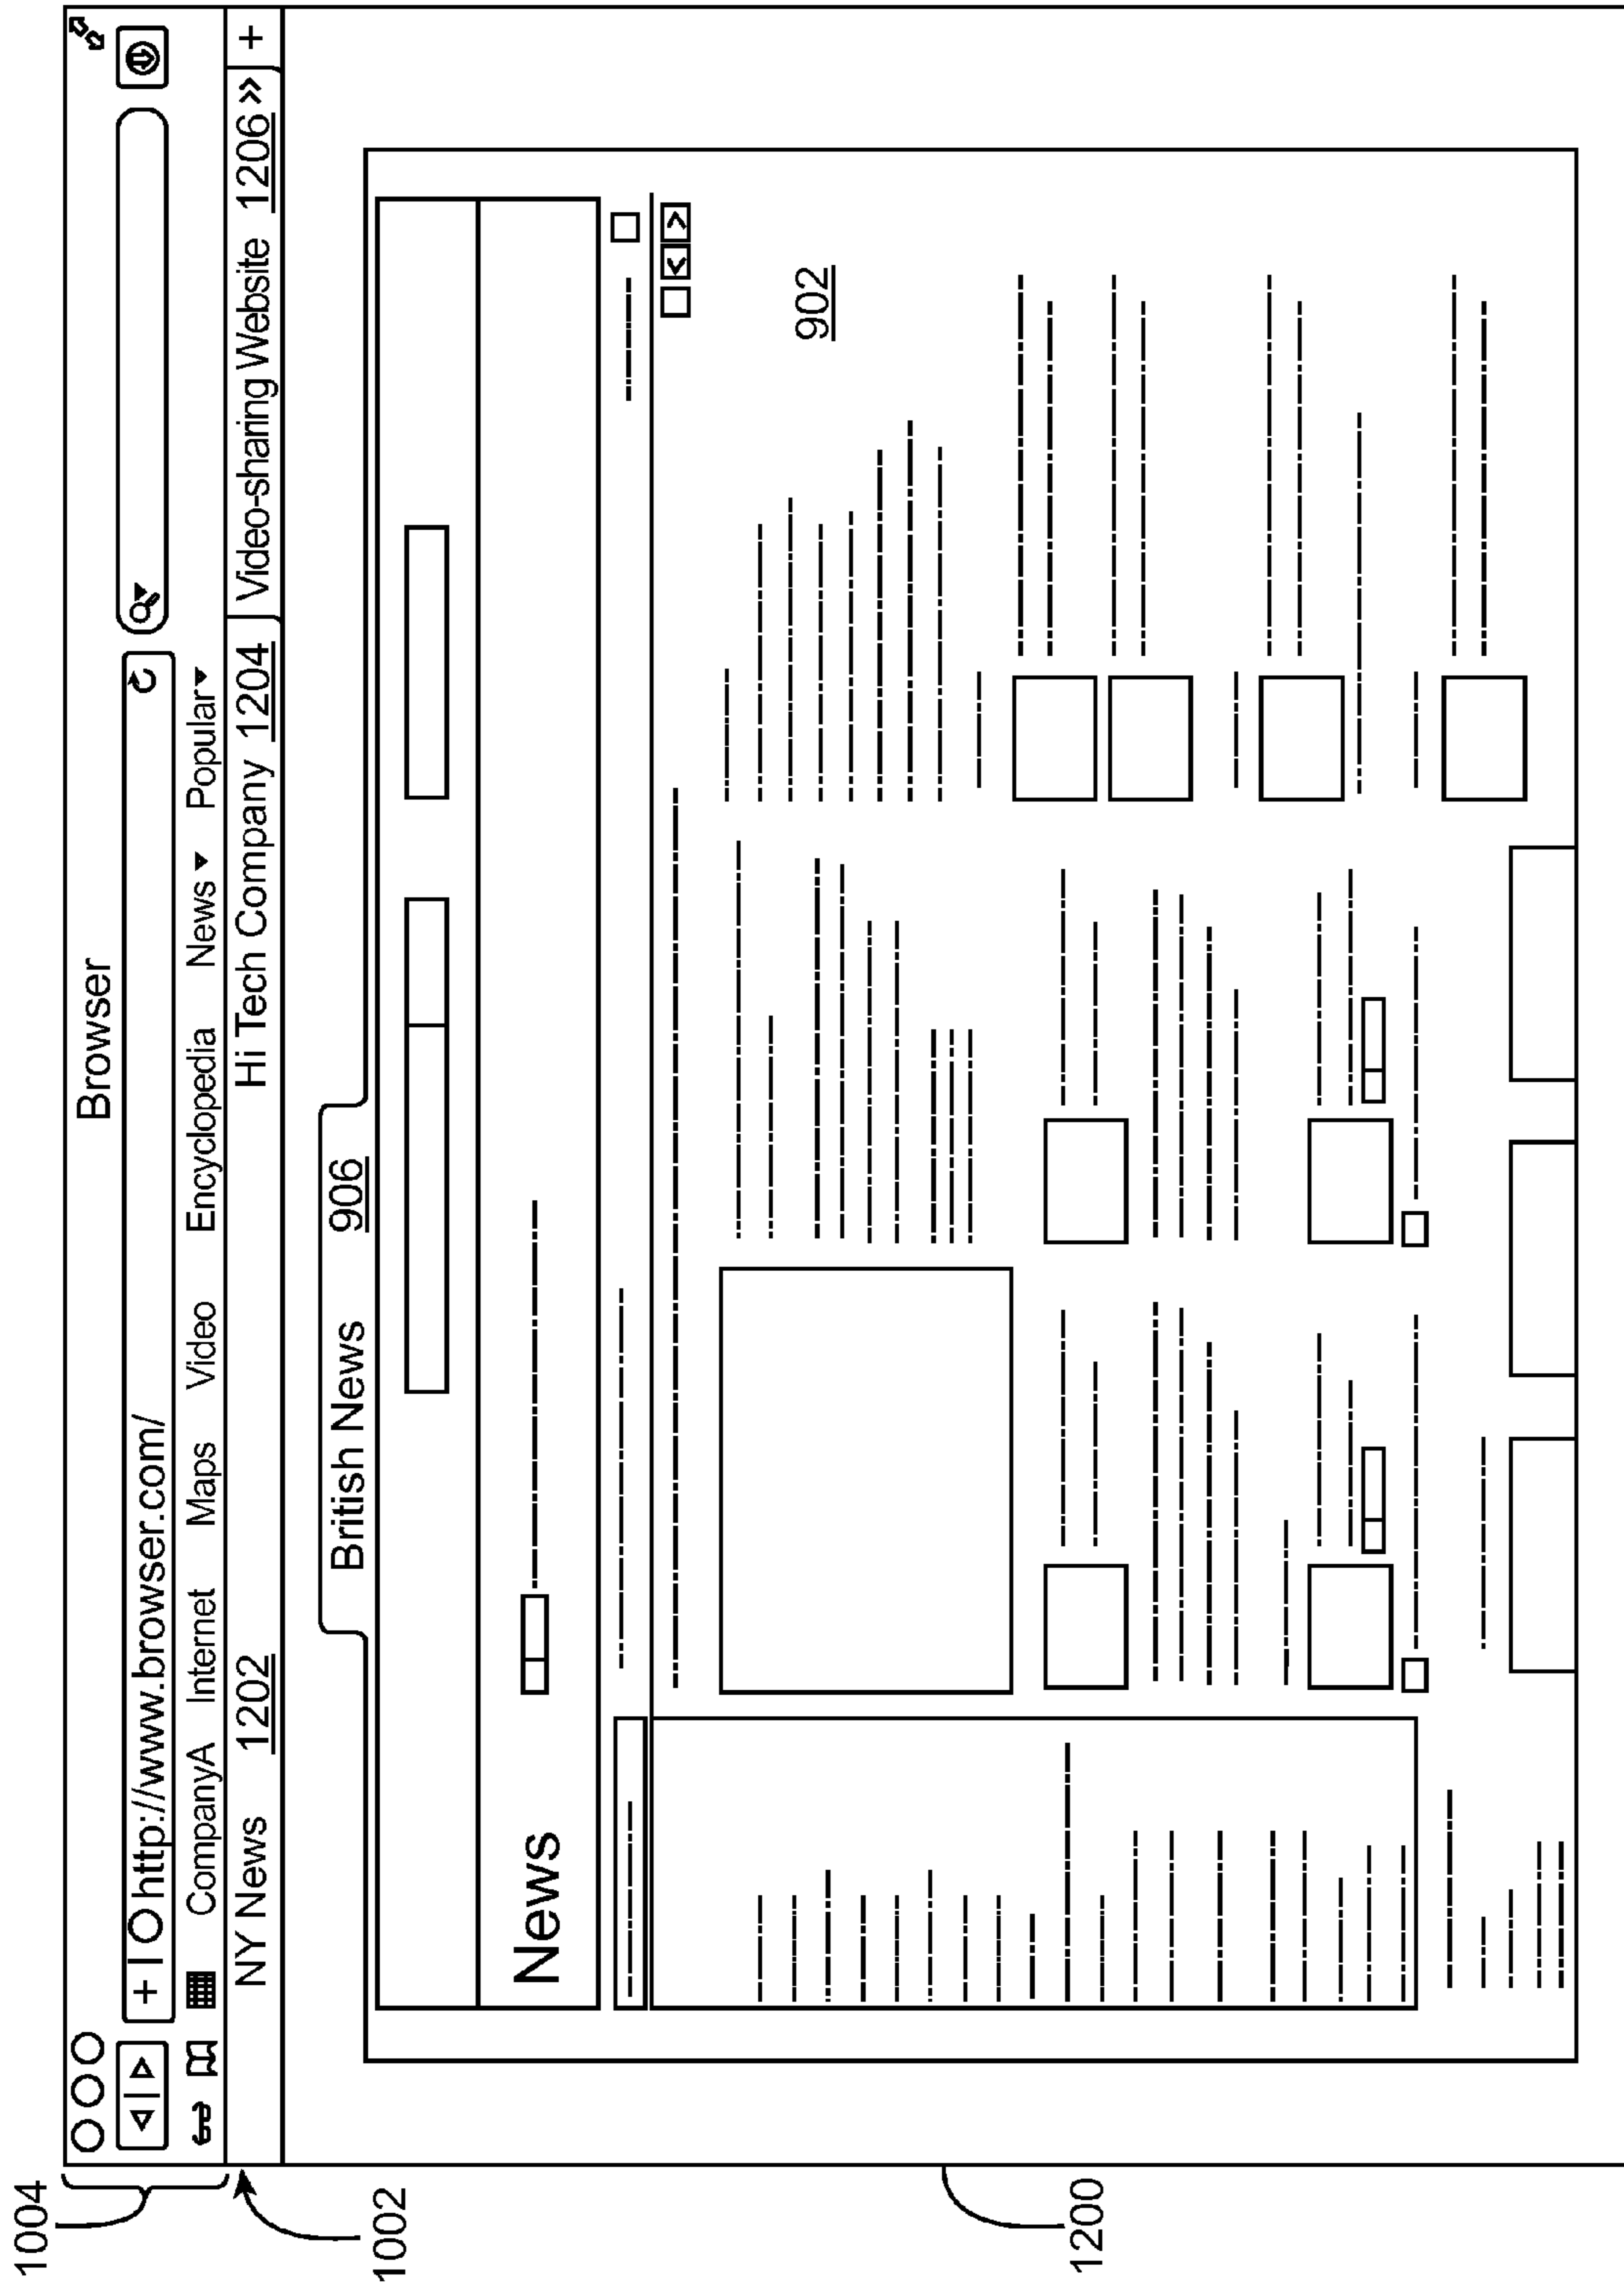 Browser
+ http://www.browser.com/
CompanyA Internet Maps Video Encyclopedia News Popular
NY News 1202 Hi Tech Company 1204 Video-sharing Website 1206 » +
British News 906
News
< >
902
1004
1002
1200